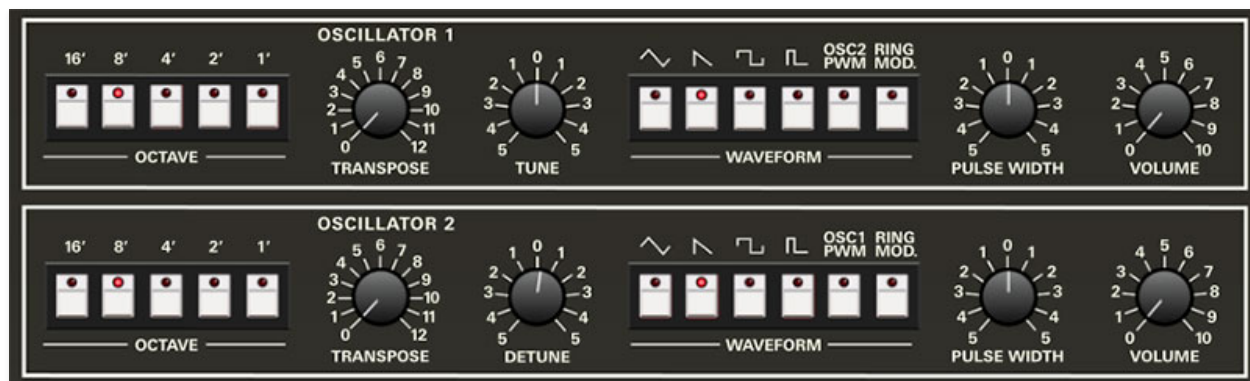 OSCILLATOR 1
16′ 8′ 4′ 2′ 1′
OCTAVE
0 1 2 3 4 5 6 7 8 9 10 11 12
TRANSPOSE
5 4 3 2 1 0 1 2 3 4 5
TUNE
OSC2 PWM
RING MOD.
WAVEFORM
5 4 3 2 1 0 1 2 3 4 5
PULSE WIDTH
0 1 2 3 4 5 6 7 8 9 10
VOLUME
OSCILLATOR 2
16′ 8′ 4′ 2′ 1′
OCTAVE
0 1 2 3 4 5 6 7 8 9 10 11 12
TRANSPOSE
5 4 3 2 1 0 1 2 3 4 5
DETUNE
OSC1 PWM
RING MOD.
WAVEFORM
5 4 3 2 1 0 1 2 3 4 5
PULSE WIDTH
0 1 2 3 4 5 6 7 8 9 10
VOLUME